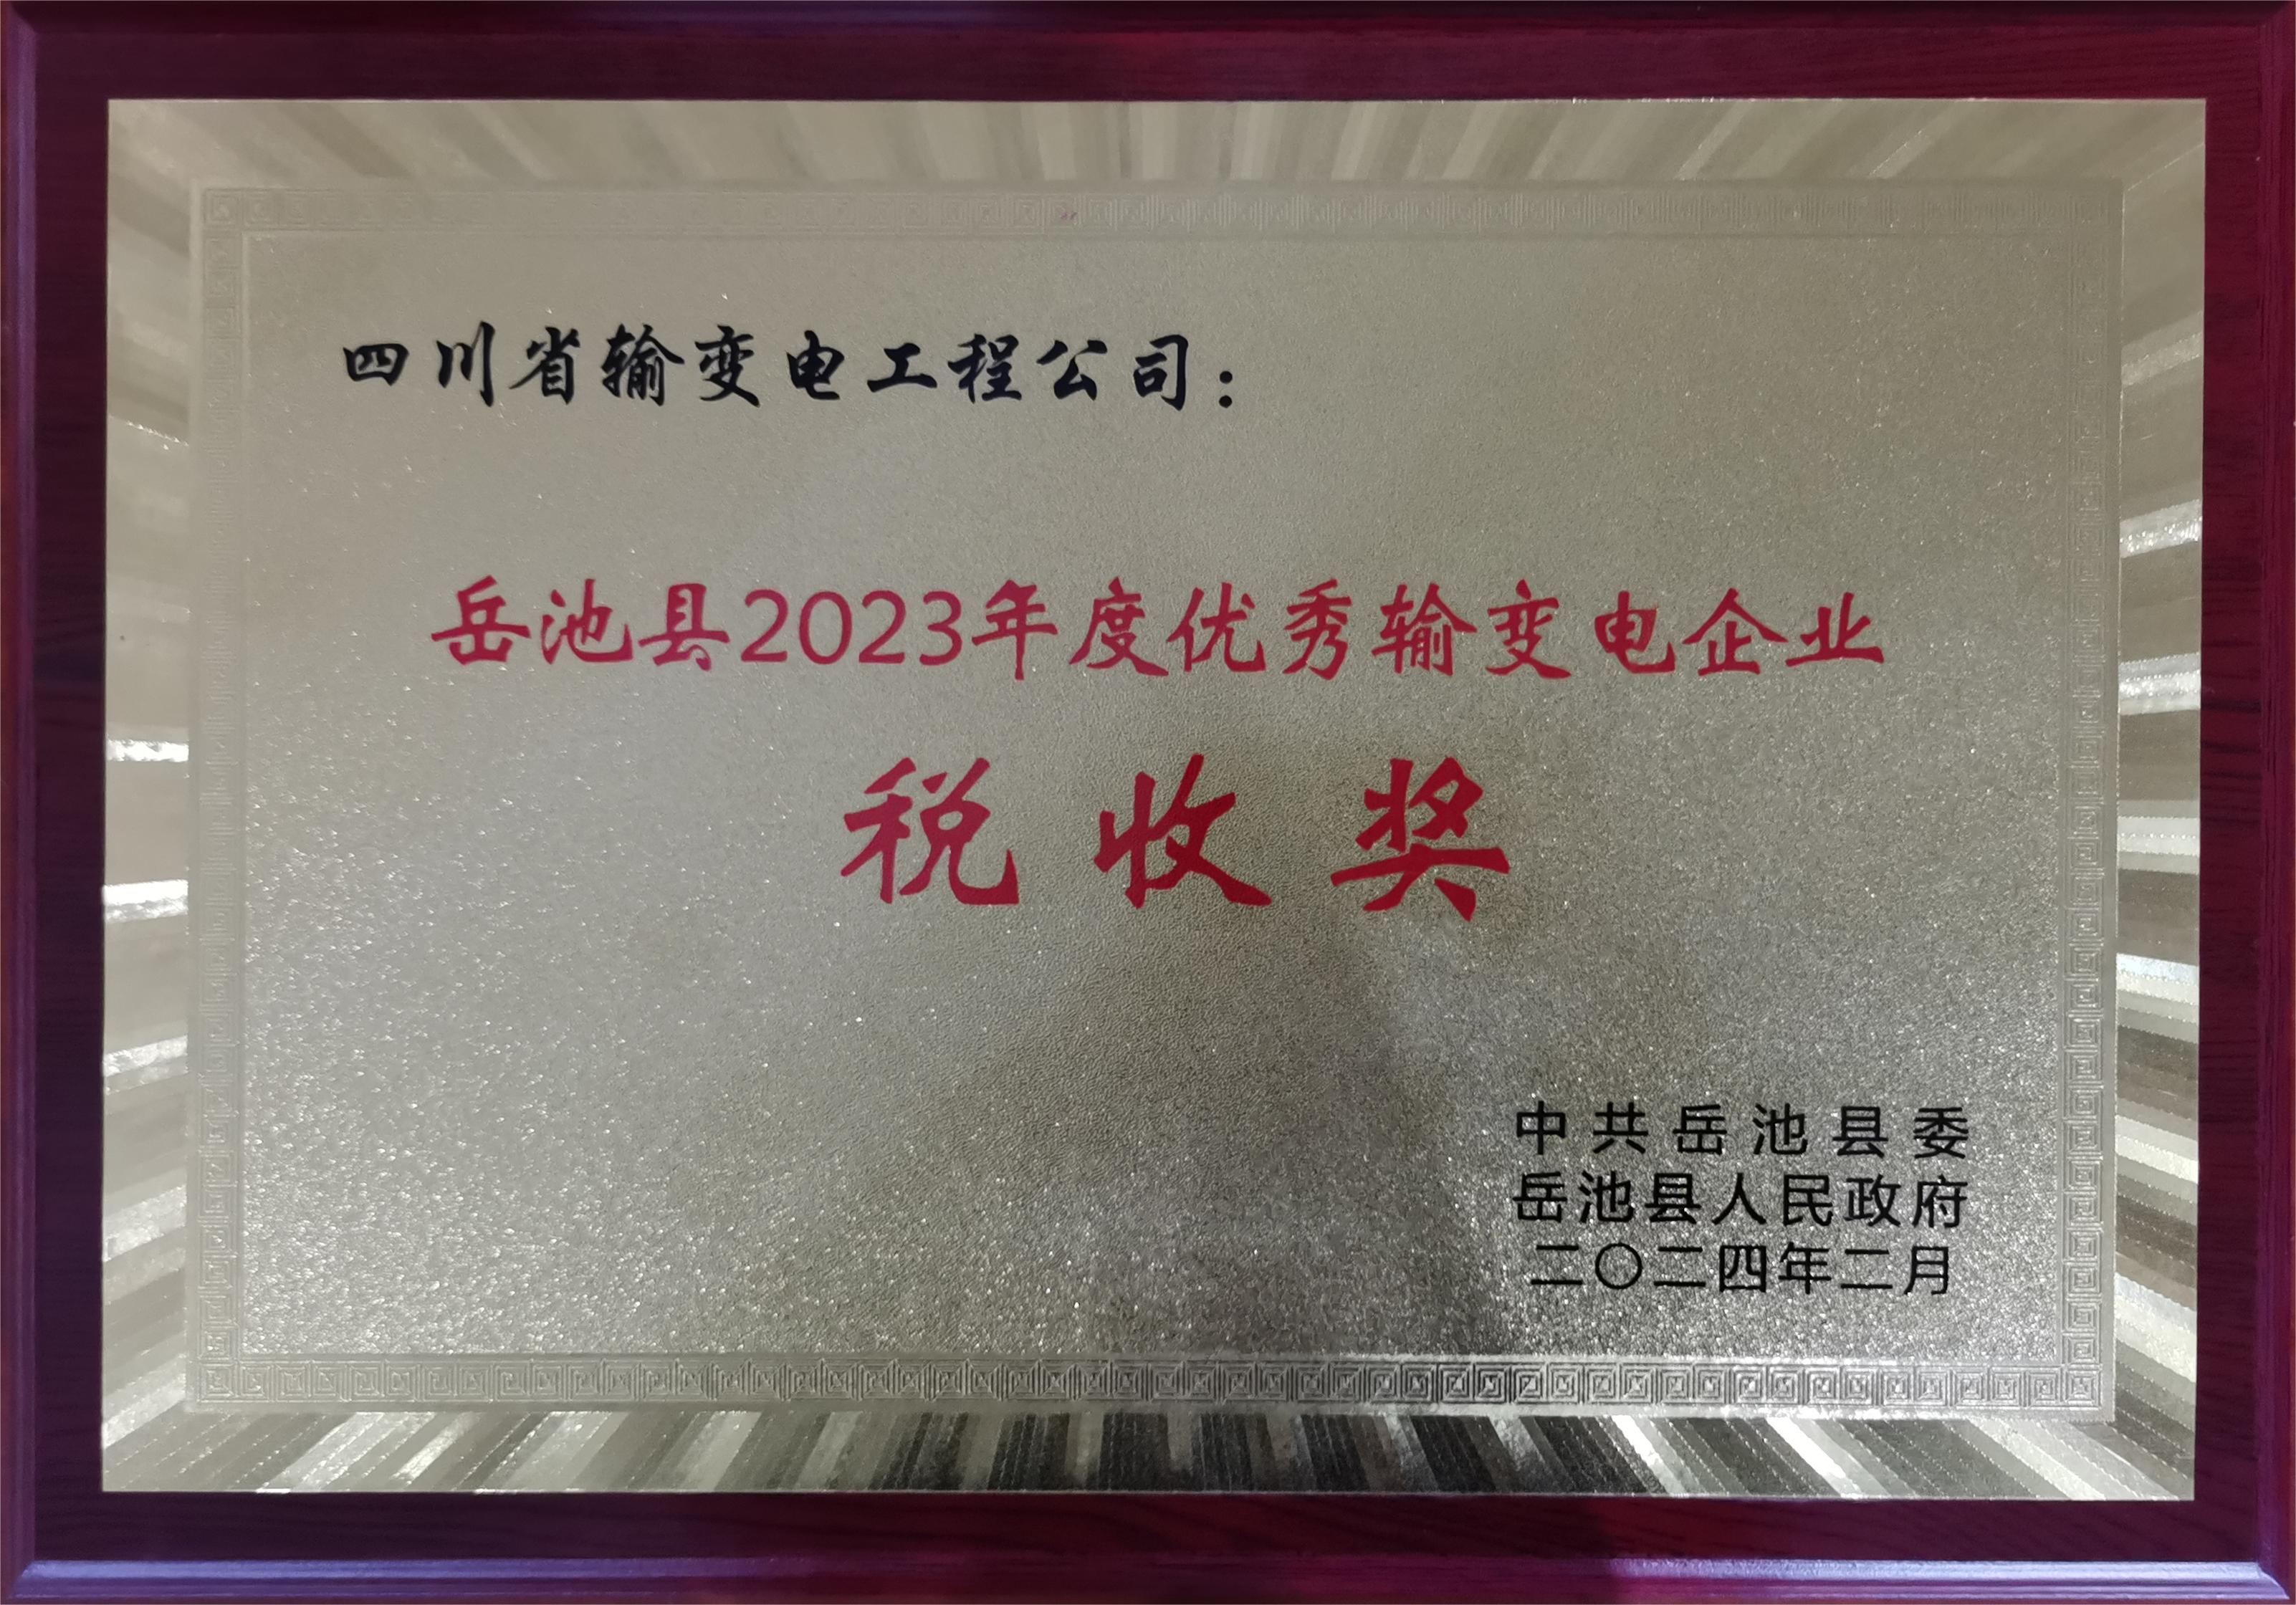 四川省输变电工程公司：
岳池县2023年度优秀输变电企业
税收奖
中共岳池县委
岳池县人民政府
二〇二四年二月